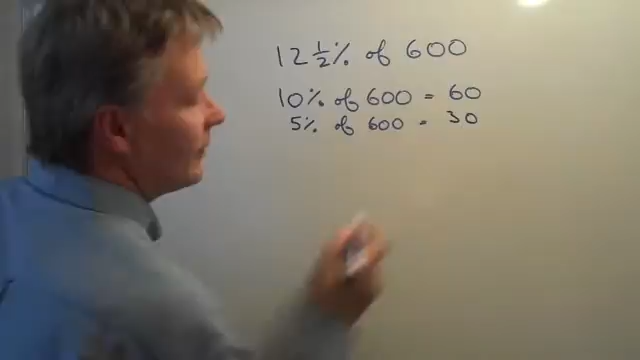 12 1/2% of 600
10% of 600 = 60
5% of 600 = 30